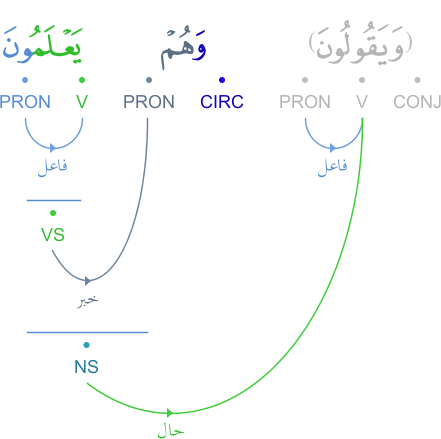 (وَيَقُولُونَ) وَهُمۡ يَعۡلَمُونَ
PRON V PRON CIRC PRON V CONJ
فاعل فاعل
VS
خبر
NS
حال